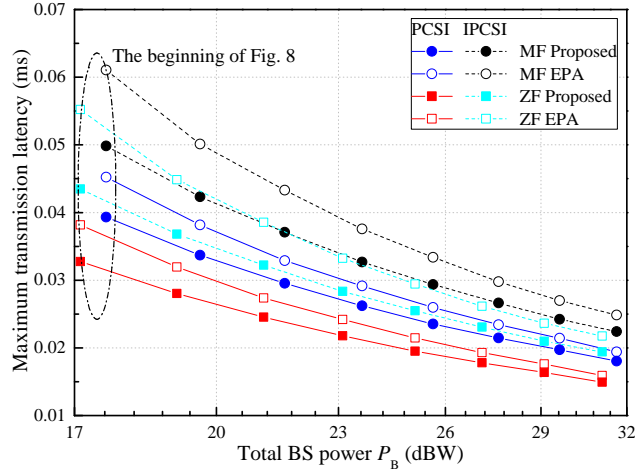 0.07
0.06
0.05
0.04
0.03
0.02
0.01
Maximum transmission latency (ms)
The beginning of Fig. 8
PCSI IPCSI
MF Proposed
MF EPA
ZF Proposed
ZF EPA
17 20 23 26 29 32
Total BS power P_B (dBW)